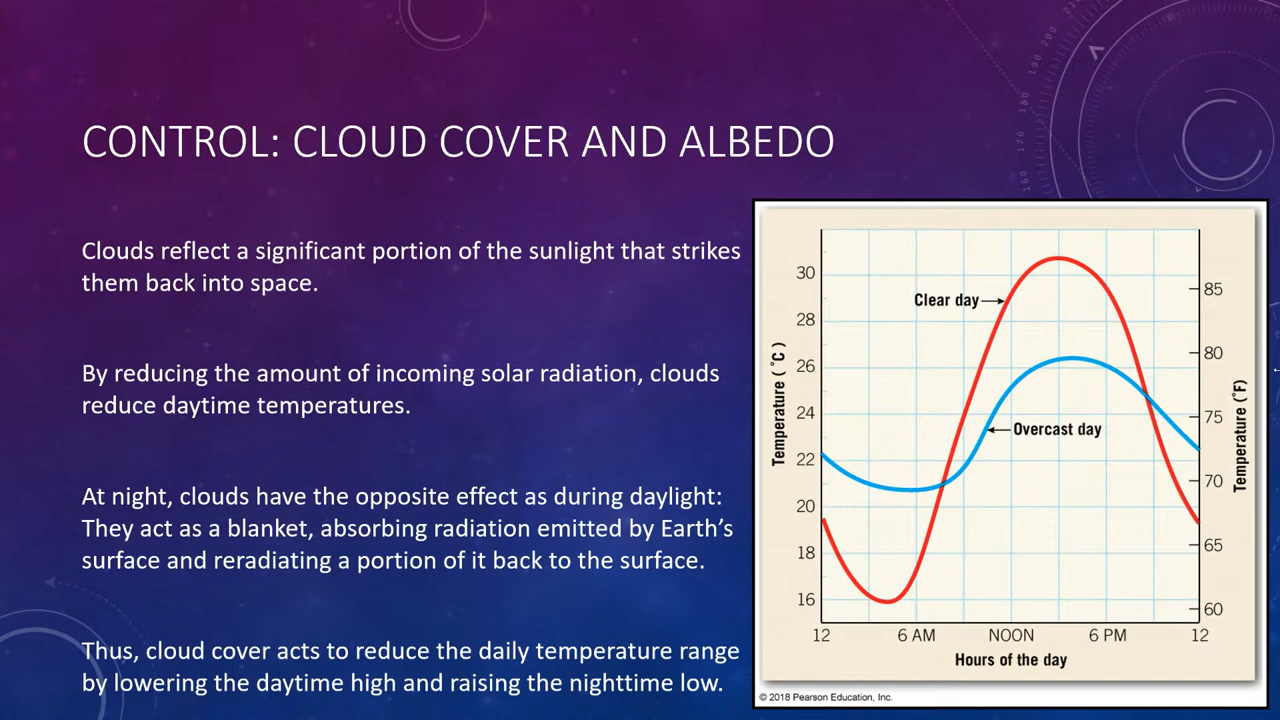 CONTROL: CLOUD COVER AND ALBEDO
Clouds reflect a significant portion of the sunlight that strikes
them back into space.
By reducing the amount of incoming solar radiation, clouds
reduce daytime temperatures.
At night, clouds have the opposite effect as during daylight:
They act as a blanket, absorbing radiation emitted by Earth's
surface and reradiating a portion of it back to the surface.
Thus, cloud cover acts to reduce the daily temperature range
by lowering the daytime high and raising the nighttime low.
Temperature (°C)
30
28
26
24
22
20
18
16
Clear day
Overcast day
85
80
75
70
65
60
Temperature (°F)
12 6 AM NOON 6 PM 12
Hours of the day
© 2018 Pearson Education, Inc.